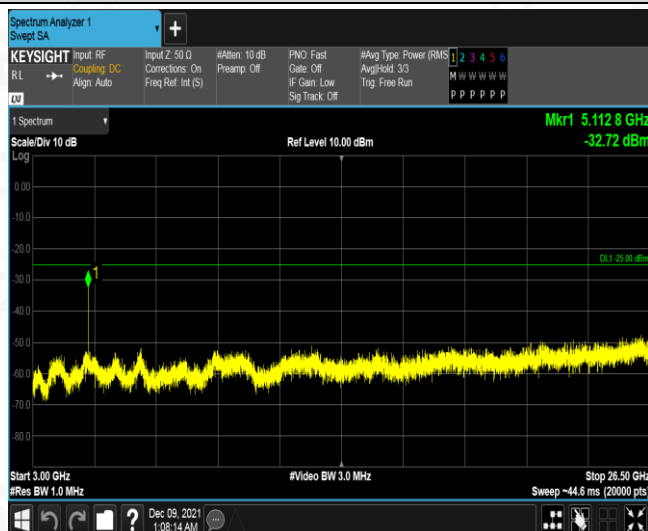 Spectrum Analyzer 1
Swept SA
KEYSIGHT
RL
LXI
Input: RF
Coupling: DC
Align: Auto
Input Z: 50 Ω
Corrections: On
Freq Ref: Int (S)
#Atten: 10 dB
Preamp: Off
PNO: Fast
Gate: Off
IF Gain: Low
Sig Track: Off
#Avg Type: Power (RMS
Avg|Hold: 3/3
Trig: Free Run
1 2 3 4 5 6
M W W W W W
P P P P P P
1 Spectrum
Scale/Div 10 dB
Ref Level 10.00 dBm
Mkr1 5.112 8 GHz
-32.72 dBm
Log
0.00
-10.0
-20.0
DL1 -25.00 dBm
1
-30.0
-40.0
-50.0
-60.0
-70.0
-80.0
Start 3.00 GHz
#Video BW 3.0 MHz
Stop 26.50 GHz
#Res BW 1.0 MHz
Sweep ~44.6 ms (20000 pts)
Dec 09, 2021
1:08:14 AM